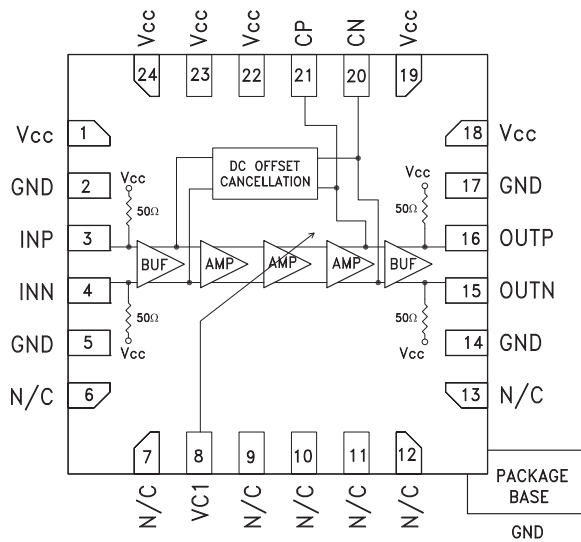 Vcc Vcc Vcc CP CN Vcc
24 23 22 21 20 19
Vcc 1
18 Vcc
GND 2
17 GND
DC OFFSET
CANCELLATION
Vcc
50Ω
Vcc
50Ω
INP 3
16 OUTP
BUF AMP AMP AMP BUF
INN 4
15 OUTN
50Ω
Vcc
50Ω
Vcc
GND 5
14 GND
N/C 6
13 N/C
7 8 9 10 11 12
N/C VC1 N/C N/C N/C N/C
PACKAGE
BASE
GND